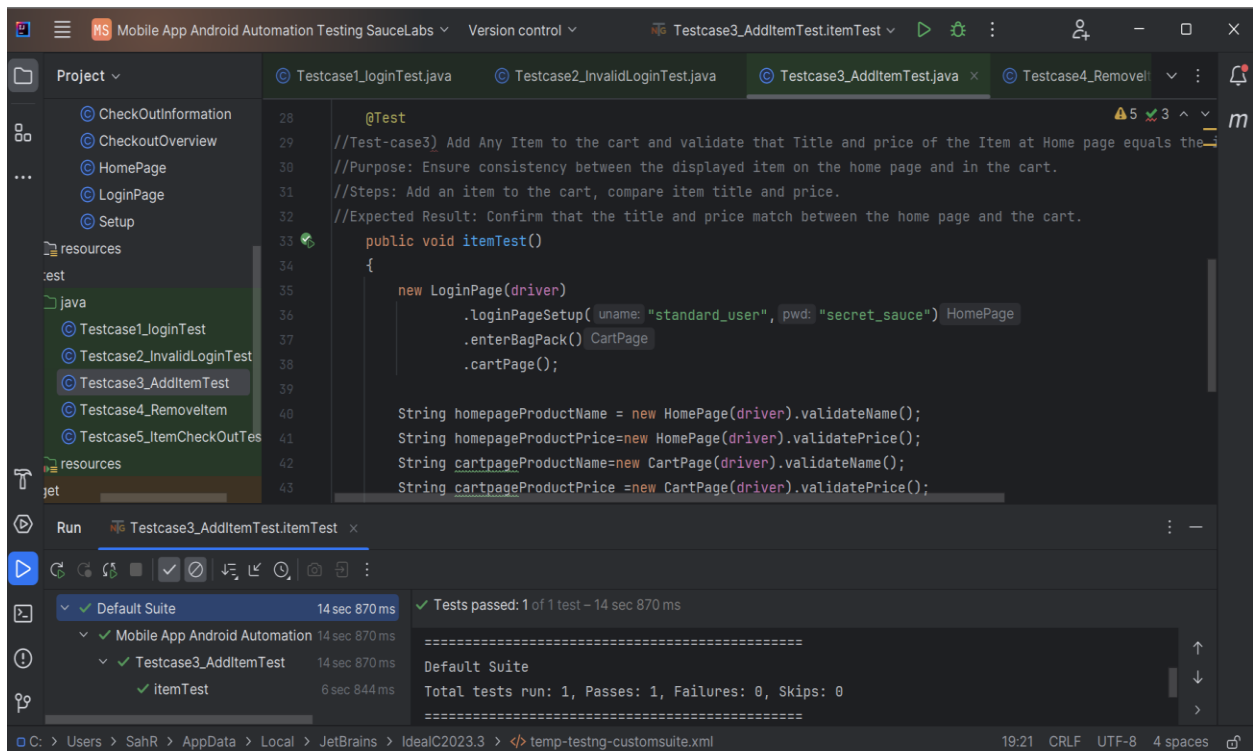 MS Mobile App Android Automation Testing SauceLabs Version control Testcase3_AddItemTest.itemTest
Project
Testcase1_loginTest.java Testcase2_InvalidLoginTest.java Testcase3_AddItemTest.java Testcase4_RemoveIt
CheckOutInformation
CheckoutOverview
HomePage
LoginPage
Setup
resources
test
java
Testcase1_loginTest
Testcase2_InvalidLoginTest
Testcase3_AddItemTest
Testcase4_RemoveItem
Testcase5_ItemCheckOutTes
resources
get
5 3
m
28 @Test
29 //Test-case3) Add Any Item to the cart and validate that Title and price of the Item at Home page equals the
30 //Purpose: Ensure consistency between the displayed item on the home page and in the cart.
31 //Steps: Add an item to the cart, compare item title and price.
32 //Expected Result: Confirm that the title and price match between the home page and the cart.
33 public void itemTest()
34 {
35 new LoginPage(driver)
36 .loginPageSetup( uname: "standard_user", pwd: "secret_sauce") HomePage
37 .enterBagPack() CartPage
38 .cartPage();
39
40 String homepageProductName = new HomePage(driver).validateName();
41 String homepageProductPrice=new HomePage(driver).validatePrice();
42 String cartpageProductName=new CartPage(driver).validateName();
43 String cartpageProductPrice =new CartPage(driver).validatePrice();
Run Testcase3_AddItemTest.itemTest
Default Suite 14 sec 870 ms
Mobile App Android Automation 14 sec 870 ms
Testcase3_AddItemTest 14 sec 870 ms
itemTest 6 sec 844 ms
Tests passed: 1 of 1 test – 14 sec 870 ms
===============================================
Default Suite
Total tests run: 1, Passes: 1, Failures: 0, Skips: 0
===============================================
C: > Users > SahR > AppData > Local > JetBrains > IdeaIC2023.3 > temp-testng-customsuite.xml 19:21 CRLF UTF-8 4 spaces